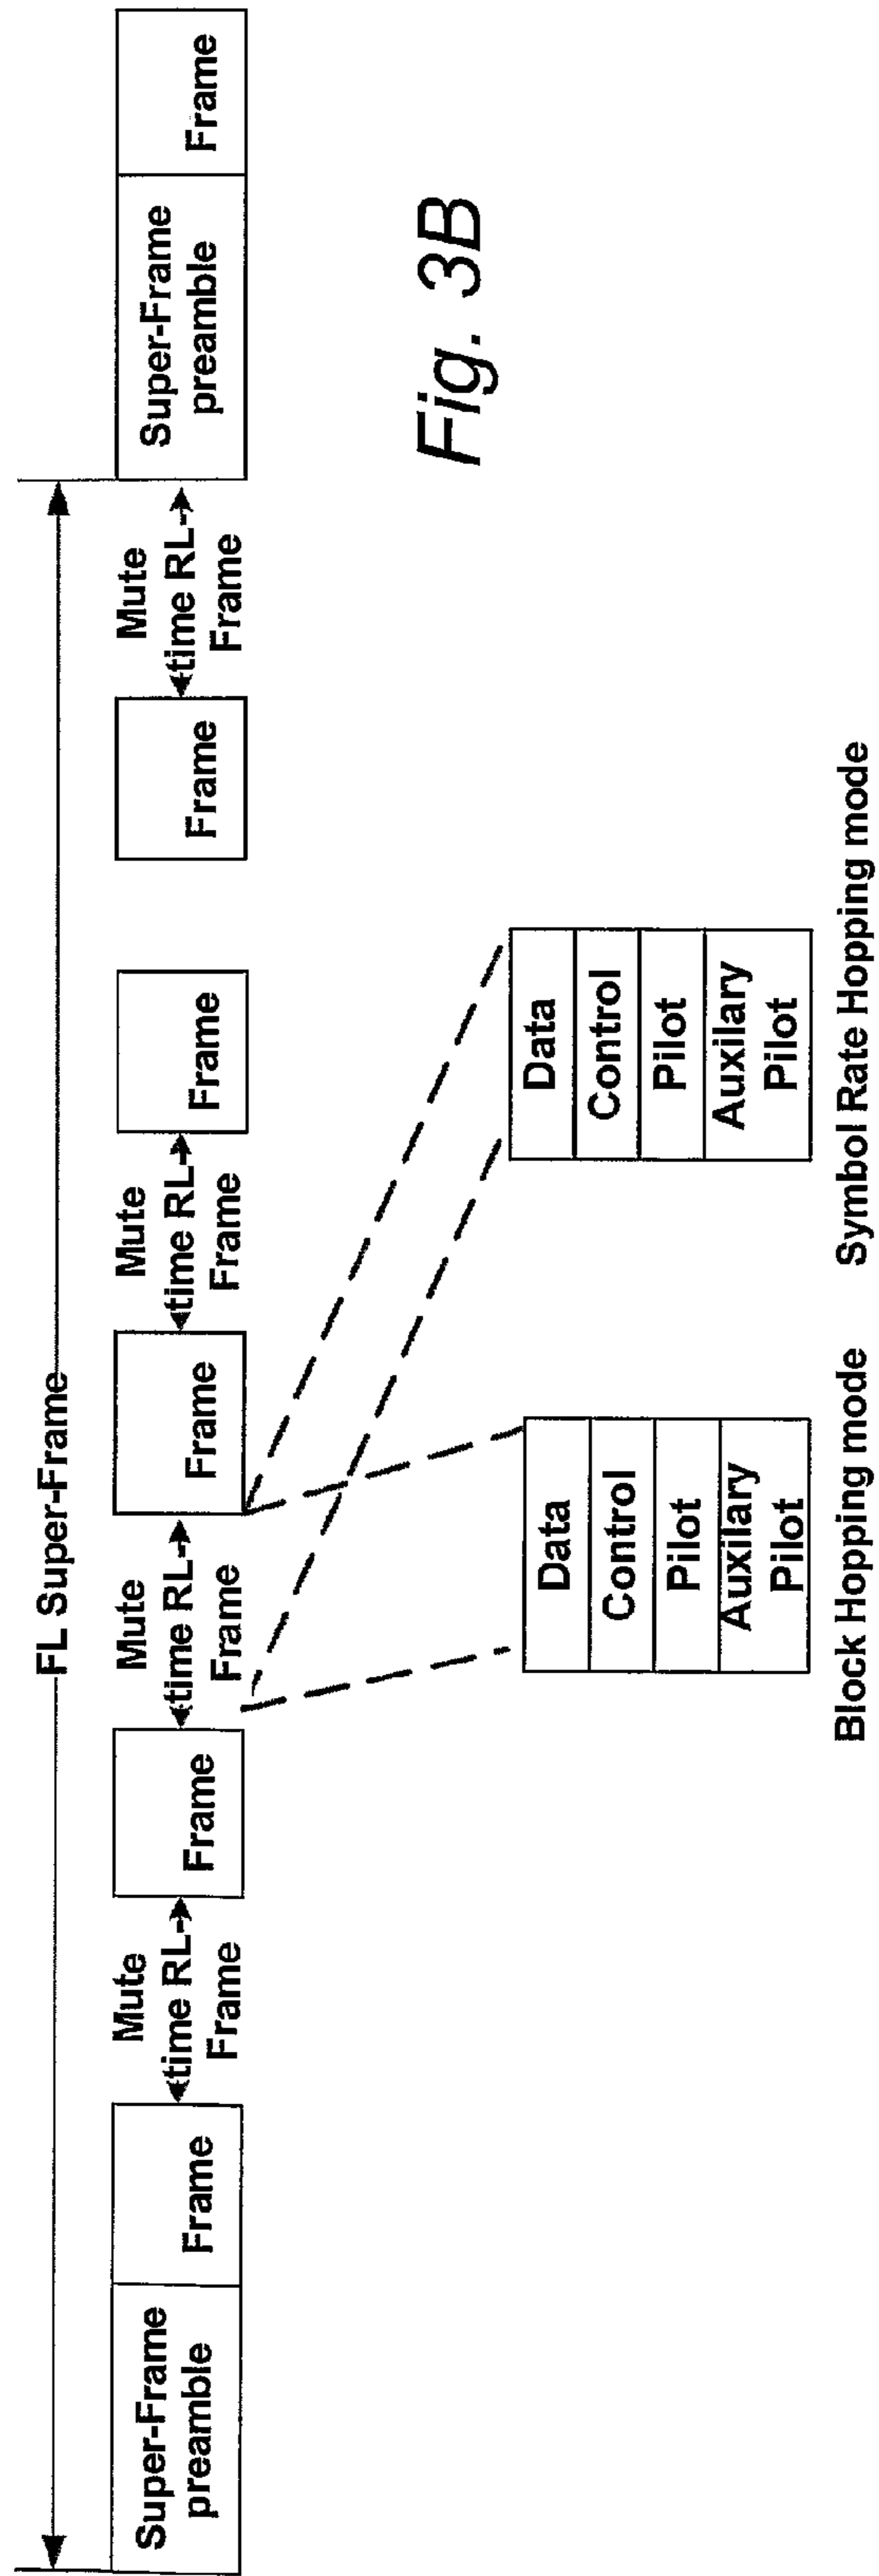 FL Super-Frame
Super-Frame
preamble
Frame
Mute
time RL-
Frame
Frame
Mute
time RL-
Frame
Frame
Mute
time RL-
Frame
Frame
Frame
Mute
time RL-
Frame
Super-Frame
preamble
Frame
Data
Control
Pilot
Auxilary
Pilot
Block Hopping mode
Data
Control
Pilot
Auxilary
Pilot
Symbol Rate Hopping mode
Fig. 3B